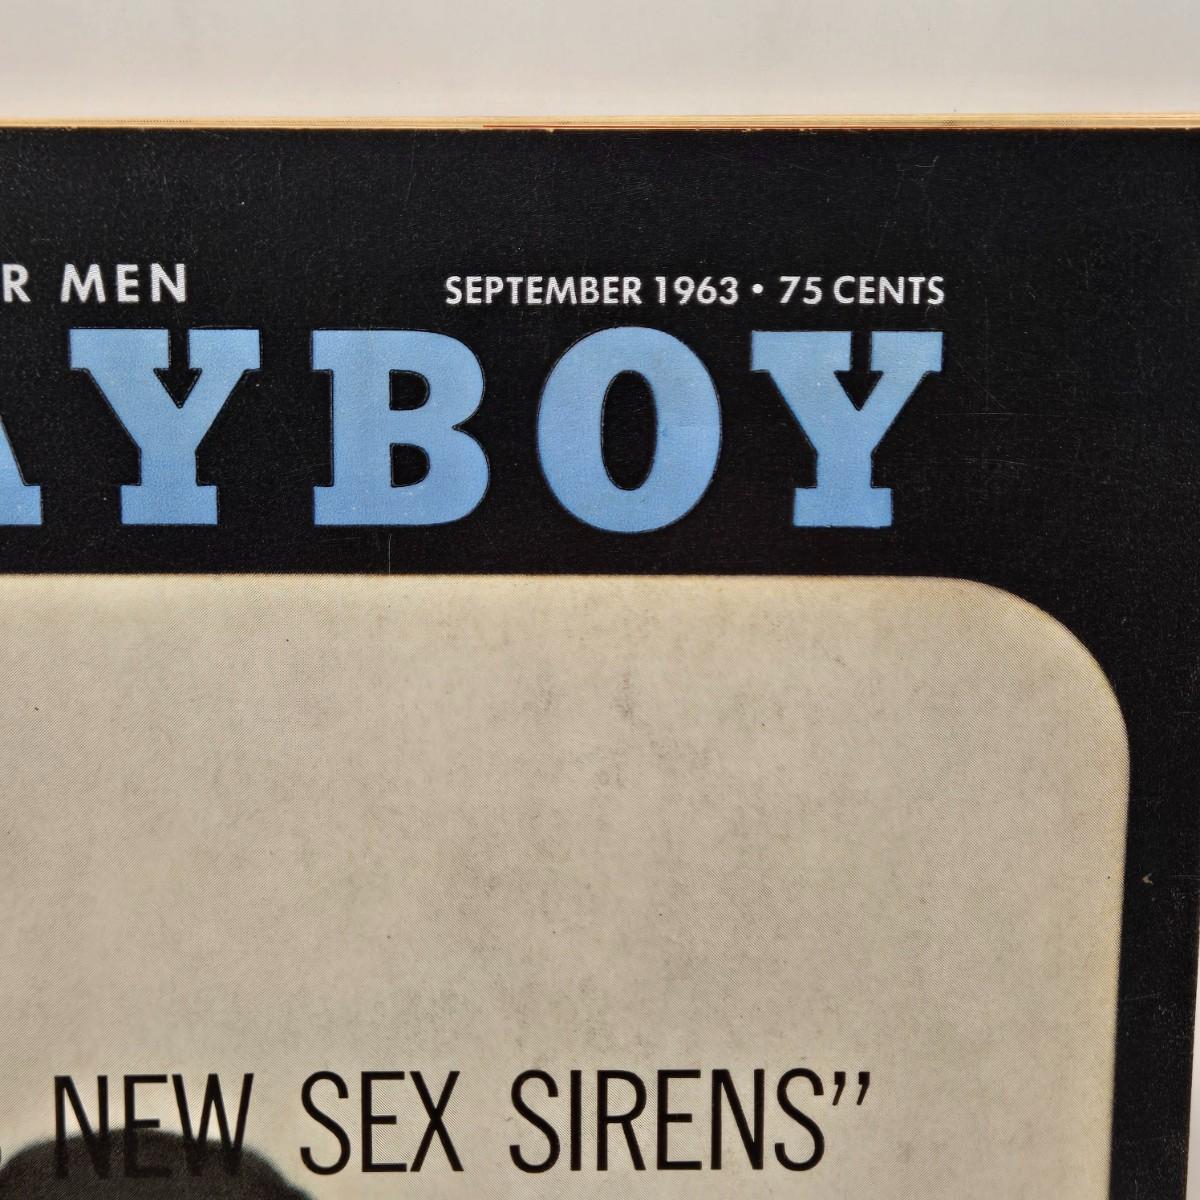 R MEN
SEPTEMBER 1963 • 75 CENTS
AYBOY
NEW SEX SIRENS”